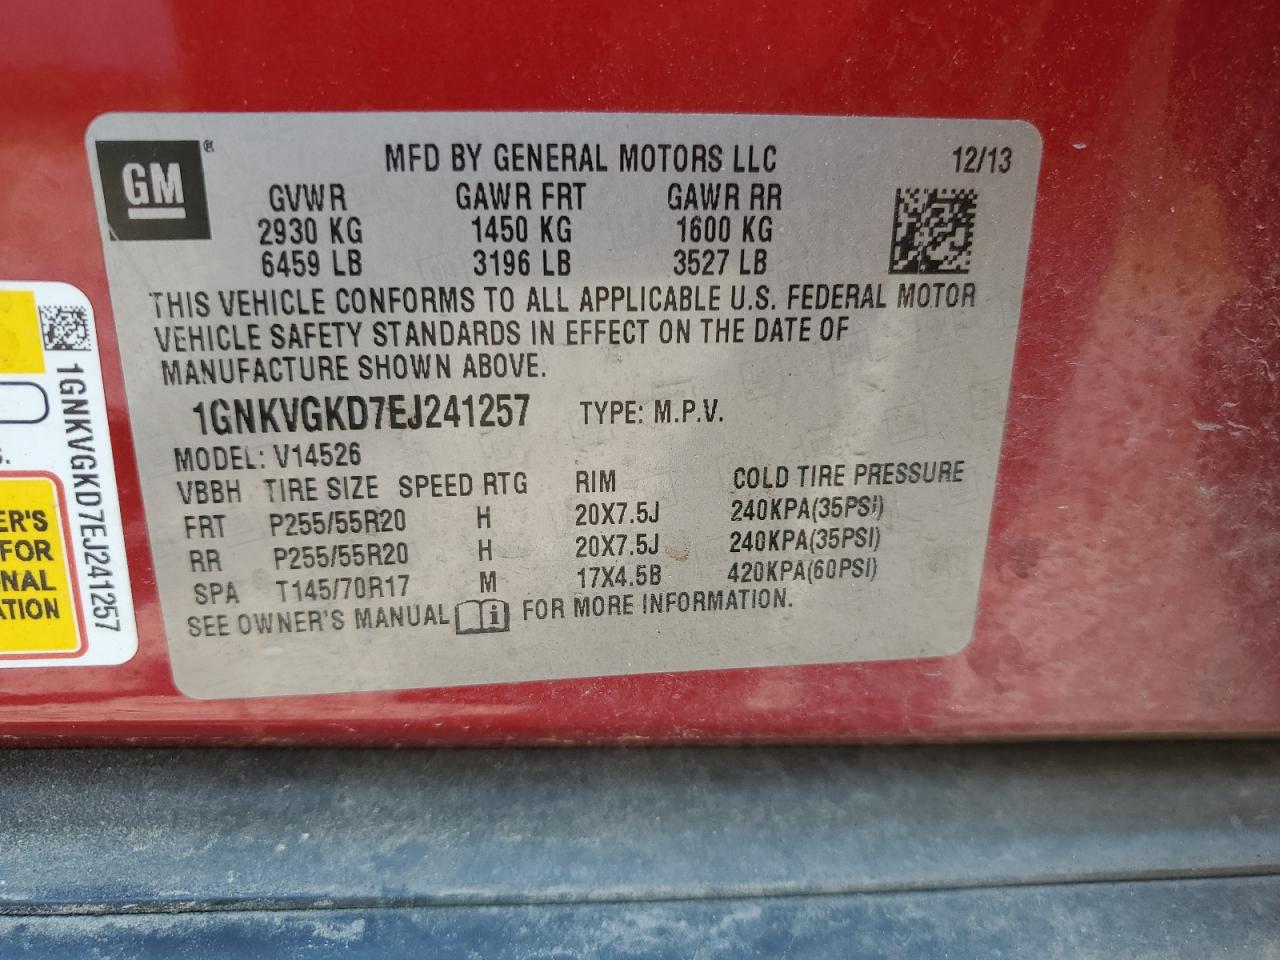 GM ®
MFD BY GENERAL MOTORS LLC 12/13
GVWR GAWR FRT GAWR RR
2930 KG 1450 KG 1600 KG
6459 LB 3196 LB 3527 LB
THIS VEHICLE CONFORMS TO ALL APPLICABLE U.S. FEDERAL MOTOR
VEHICLE SAFETY STANDARDS IN EFFECT ON THE DATE OF
MANUFACTURE SHOWN ABOVE.
1GNKVGKD7EJ241257 TYPE: M.P.V.
MODEL: V14526
VBBH TIRE SIZE SPEED RTG RIM COLD TIRE PRESSURE
FRT P255/55R20 H 20X7.5J 240KPA(35PSI)
RR P255/55R20 H 20X7.5J 240KPA(35PSI)
SPA T145/70R17 M 17X4.5B 420KPA(60PSI)
SEE OWNER'S MANUAL i FOR MORE INFORMATION.
1GNKVGKD7EJ241257
S.
ER'S
FOR
NAL
ATION